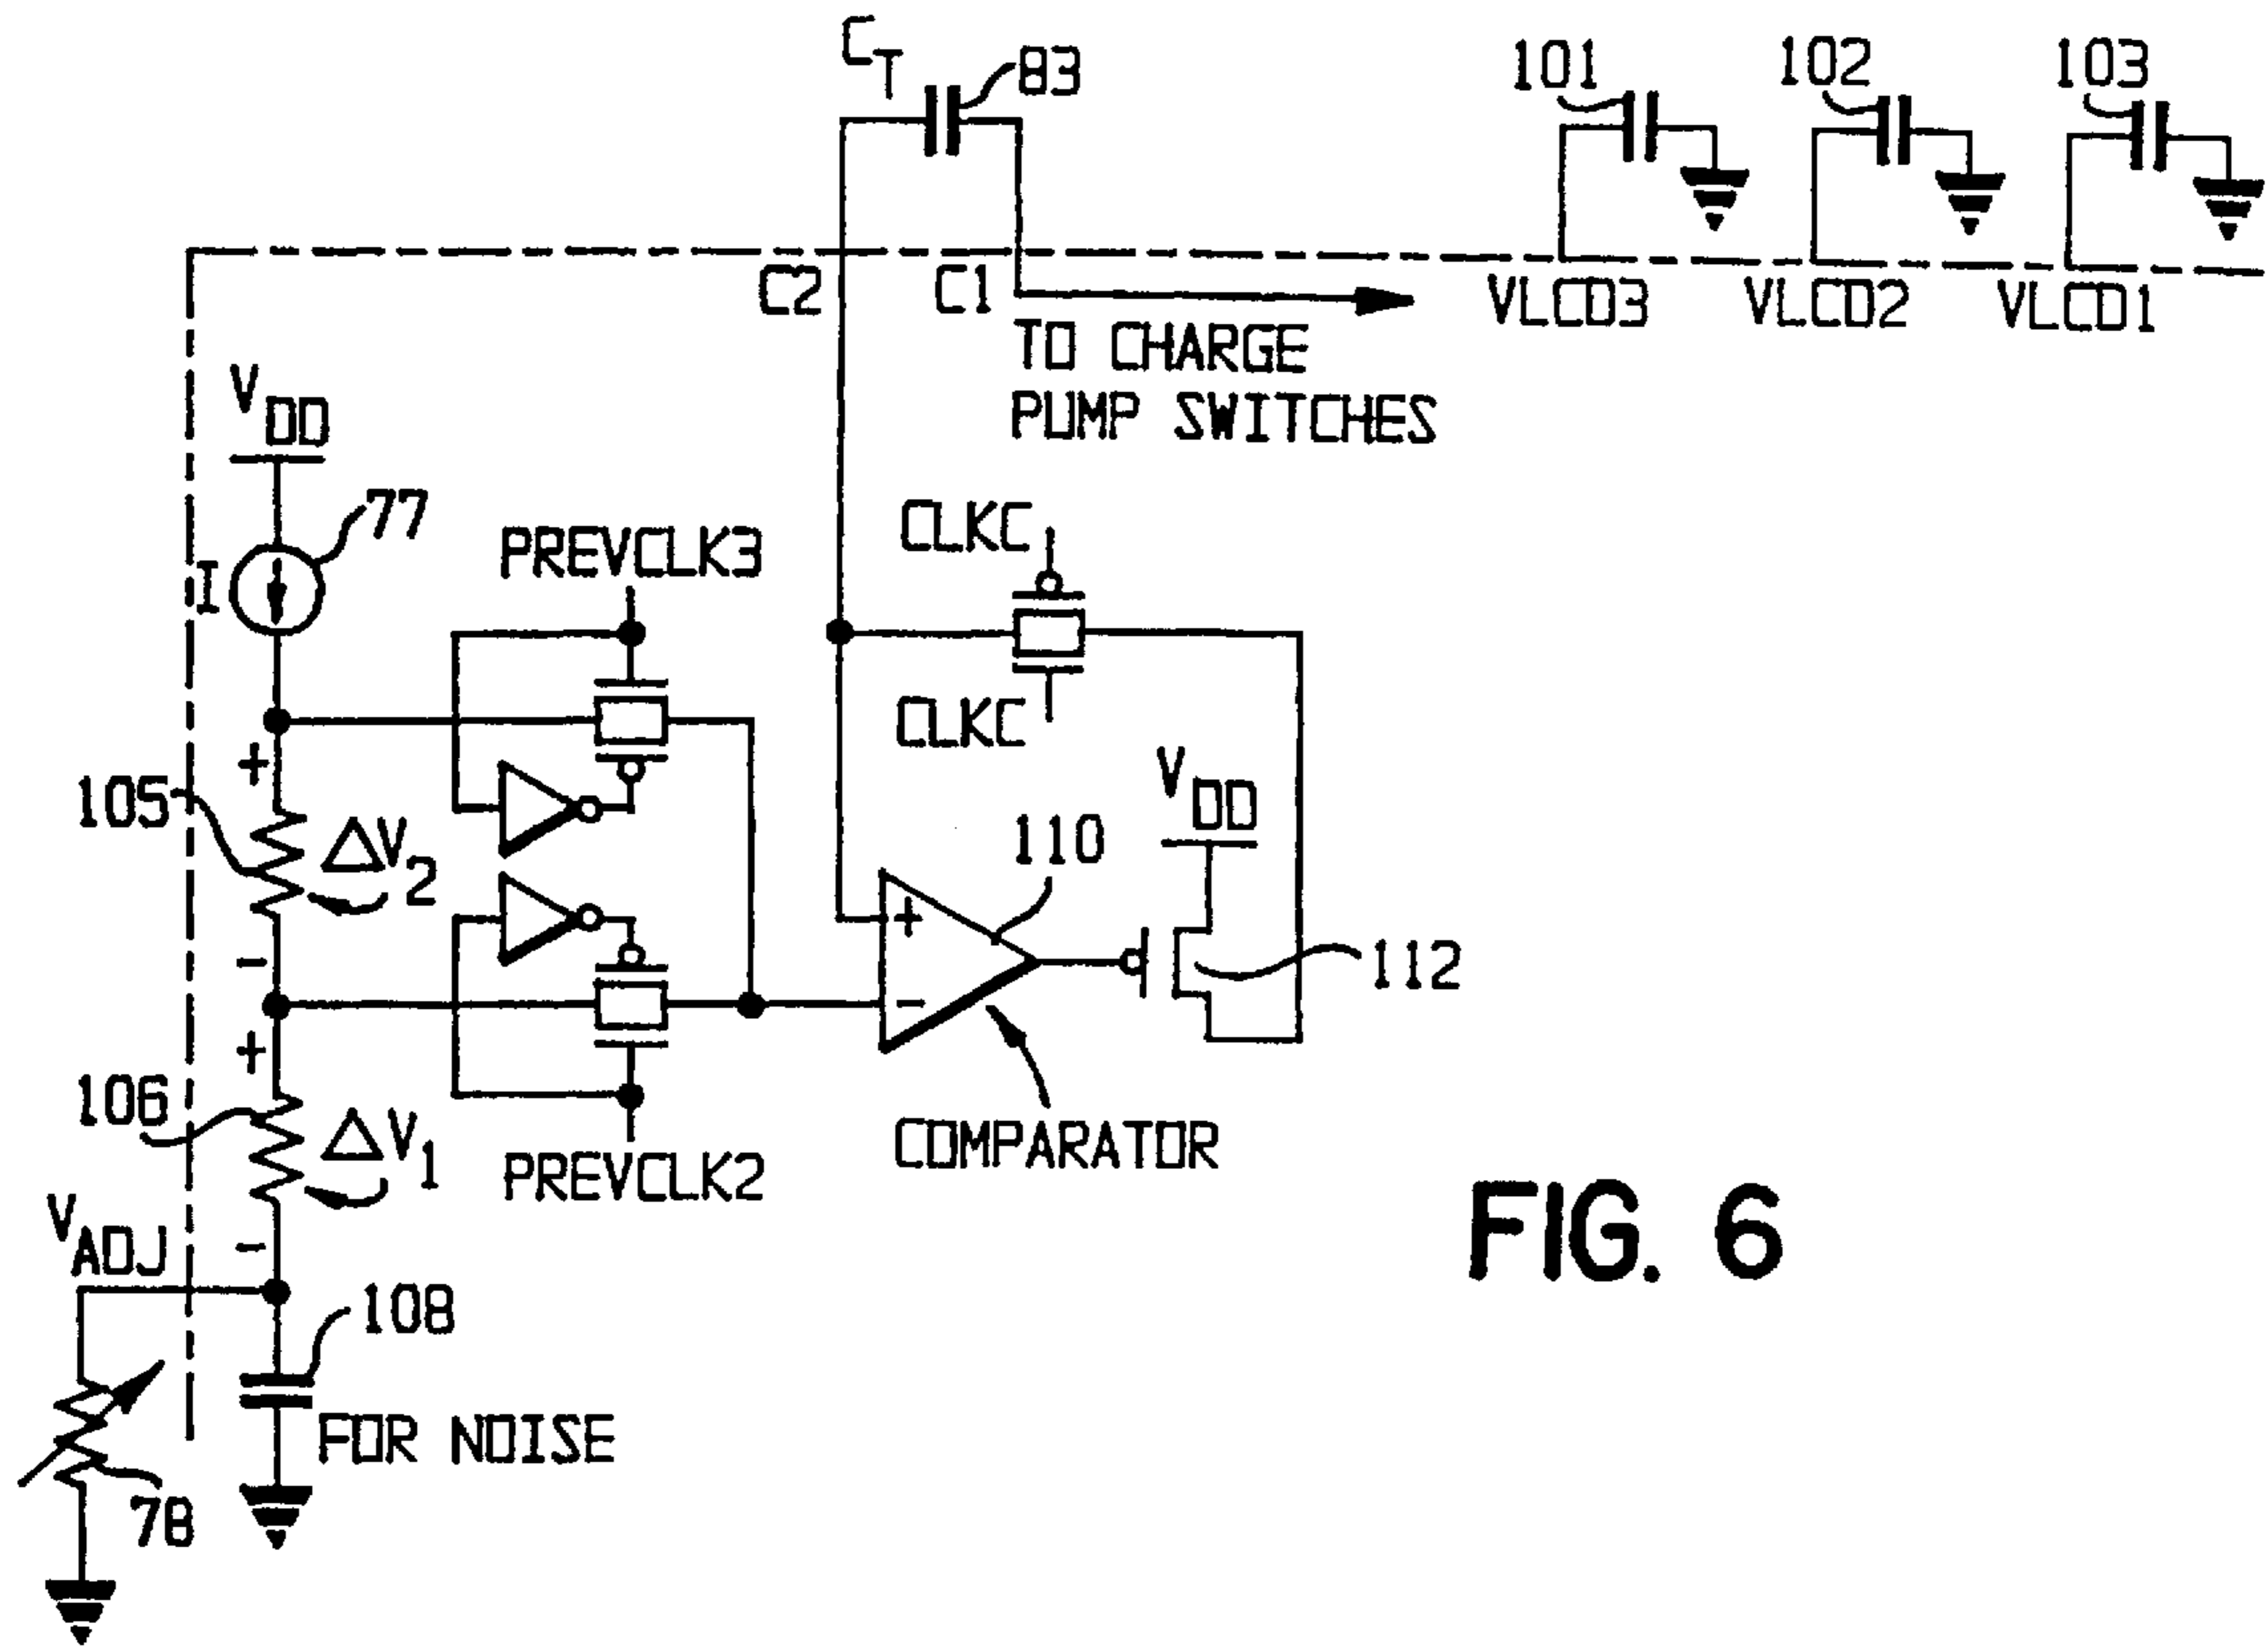 CT
83
101
102
103
C2
C1
VLCD3
VLCD2
VLCD1
TO CHARGE
PUMP SWITCHES
VDD
77
I
PREVCLK3
CLKC
CLKC
+
105
ΔV2
-
VDD
110
+
-
112
+
106
ΔV1
-
PREVCLK2
COMPARATOR
VADJ
108
FOR NOISE
78
FIG. 6